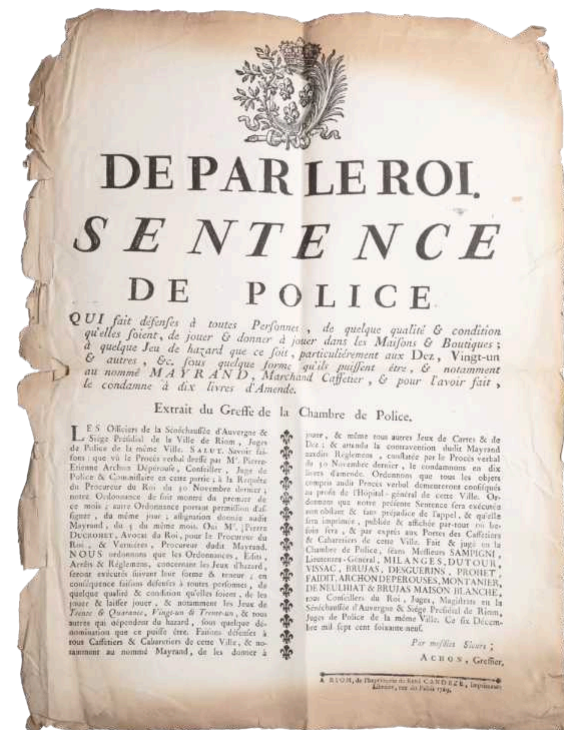 DE PAR LE ROI.
SENTENCE
DE POLICE
QUI fait défenses à toutes Personnes, de quelque qualité & condition
qu'elles soient, de jouer & donner à jouer dans les Maisons & Boutiques ;
à quelque Jeu de hazard que ce soit, particuliérement aux Dez, Vingt-un
& autres, &c. sous quelque forme qu'ils puissent être, & notamment
au nommé MAYRAND, Marchand Caffetier, & pour l'avoir fait,
le condamne à dix livres d'Amende.
Extrait du Greffe de la Chambre de Police.
LES Officiers de la Sénéchaussée d'Auvergne &
Siège Présidial de la Ville de Riom, Juges
de Police de la même Ville. SALUT. Savoir fai-
sons : que vû le Procès verbal dressé par Me. Pierre-
Etienne Archon Déperouse, Conseiller, Juge de
Police & Commissaire en cette partie ; à la Requête
du Procureur du Roi le 30 Novembre dernier :
notre Ordonnance de soit montré du premier de
ce mois ; autre Ordonnance portant permission d'as-
signer, du même jour ; assignation donnée audit
Mayrand, du 5 du même mois. Oui Me. Pierre
DUCROHET, Avocat du Roi, pour le Procureur du
Roi, & Vernières, Procureur dudit Mayrand.
NOUS ordonnons que les Ordonnances, Edits,
Arrêts & Réglemens, concernant les Jeux d'hazard,
seront exécutés suivant leur forme & teneur ; en
conséquence faisons défenses à toutes personnes, de
quelque qualité & condition qu'elles soient, de les
jouer & laisser jouer, & notamment les Jeux de
Trente & Quarante, Vingt-un & Trente-un, & tous
autres qui dépendent du hazard, sous quelque dé-
nomination que ce puisse être. Faisons défenses à
tous Caffetiers & Cabaretiers de cette Ville, & no-
tamment au nommé Mayrand, de les donner à
jouer, & même tous autres Jeux de Cartes & de
Dez ; & attendu la contravention dudit Mayrand
auxdits Réglemens, constatée par le Procès verbal
du 30 Novembre dernier, le condamnons en dix
livres d'amende. Ordonnons que tous les objets
compris audit Procès verbal demeureront confisqués
au profit de l'Hôpital-général de cette Ville. Or-
donnons que notre présente Sentence sera exécutée
non obstant & sans préjudice de l'appel, & qu'elle
sera imprimée, publiée & affichée par-tout où be-
soin sera, & par exprès aux Portes des Caffetiers
& Cabaretiers de cette Ville. Fait & jugé en la
Chambre de Police, séans Messieurs SAMPIGNI,
Lieutenant-Général, MILANGES, DUTOUR,
VISSAC, BRUJAS, DESGUERINS, PROHET,
FAIDIT, ARCHON DEPEROUSES, MONTANIER,
DE NEULHAT & BRUJAS MAISON BLANCHE,
tous Conseillers du Roi, Juges, Magistrats en la
Sénéchaussée d'Auvergne & Siége Présidial de Riom,
Juges de Police de la même Ville. Ce six Décem-
bre mil sept cent soixante neuf.
Par mesdits Sieurs ;
ACHON, Greffier.
A RIOM, de l'Imprimerie de CANDEZE, Imprimeur
Libraire, rue du Palais 1769.